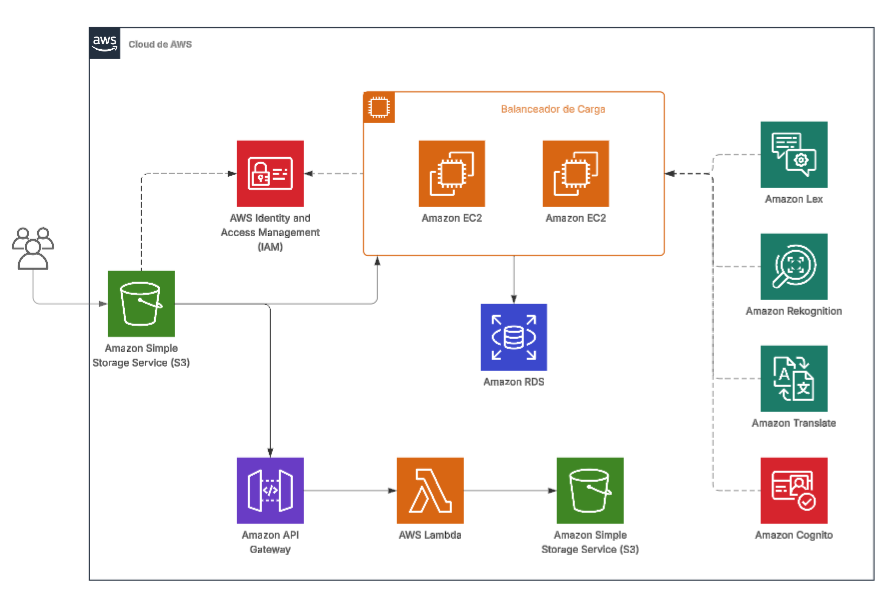 aws
Cloud de AWS
Balanceador de Carga
Amazon EC2
Amazon EC2
AWS Identity and
Access Management
(IAM)
Amazon Lex
Amazon Rekognition
Amazon Simple
Storage Service (S3)
Amazon RDS
A 文
Amazon Translate
Amazon API
Gateway
AWS Lambda
Amazon Simple
Storage Service (S3)
Amazon Cognito